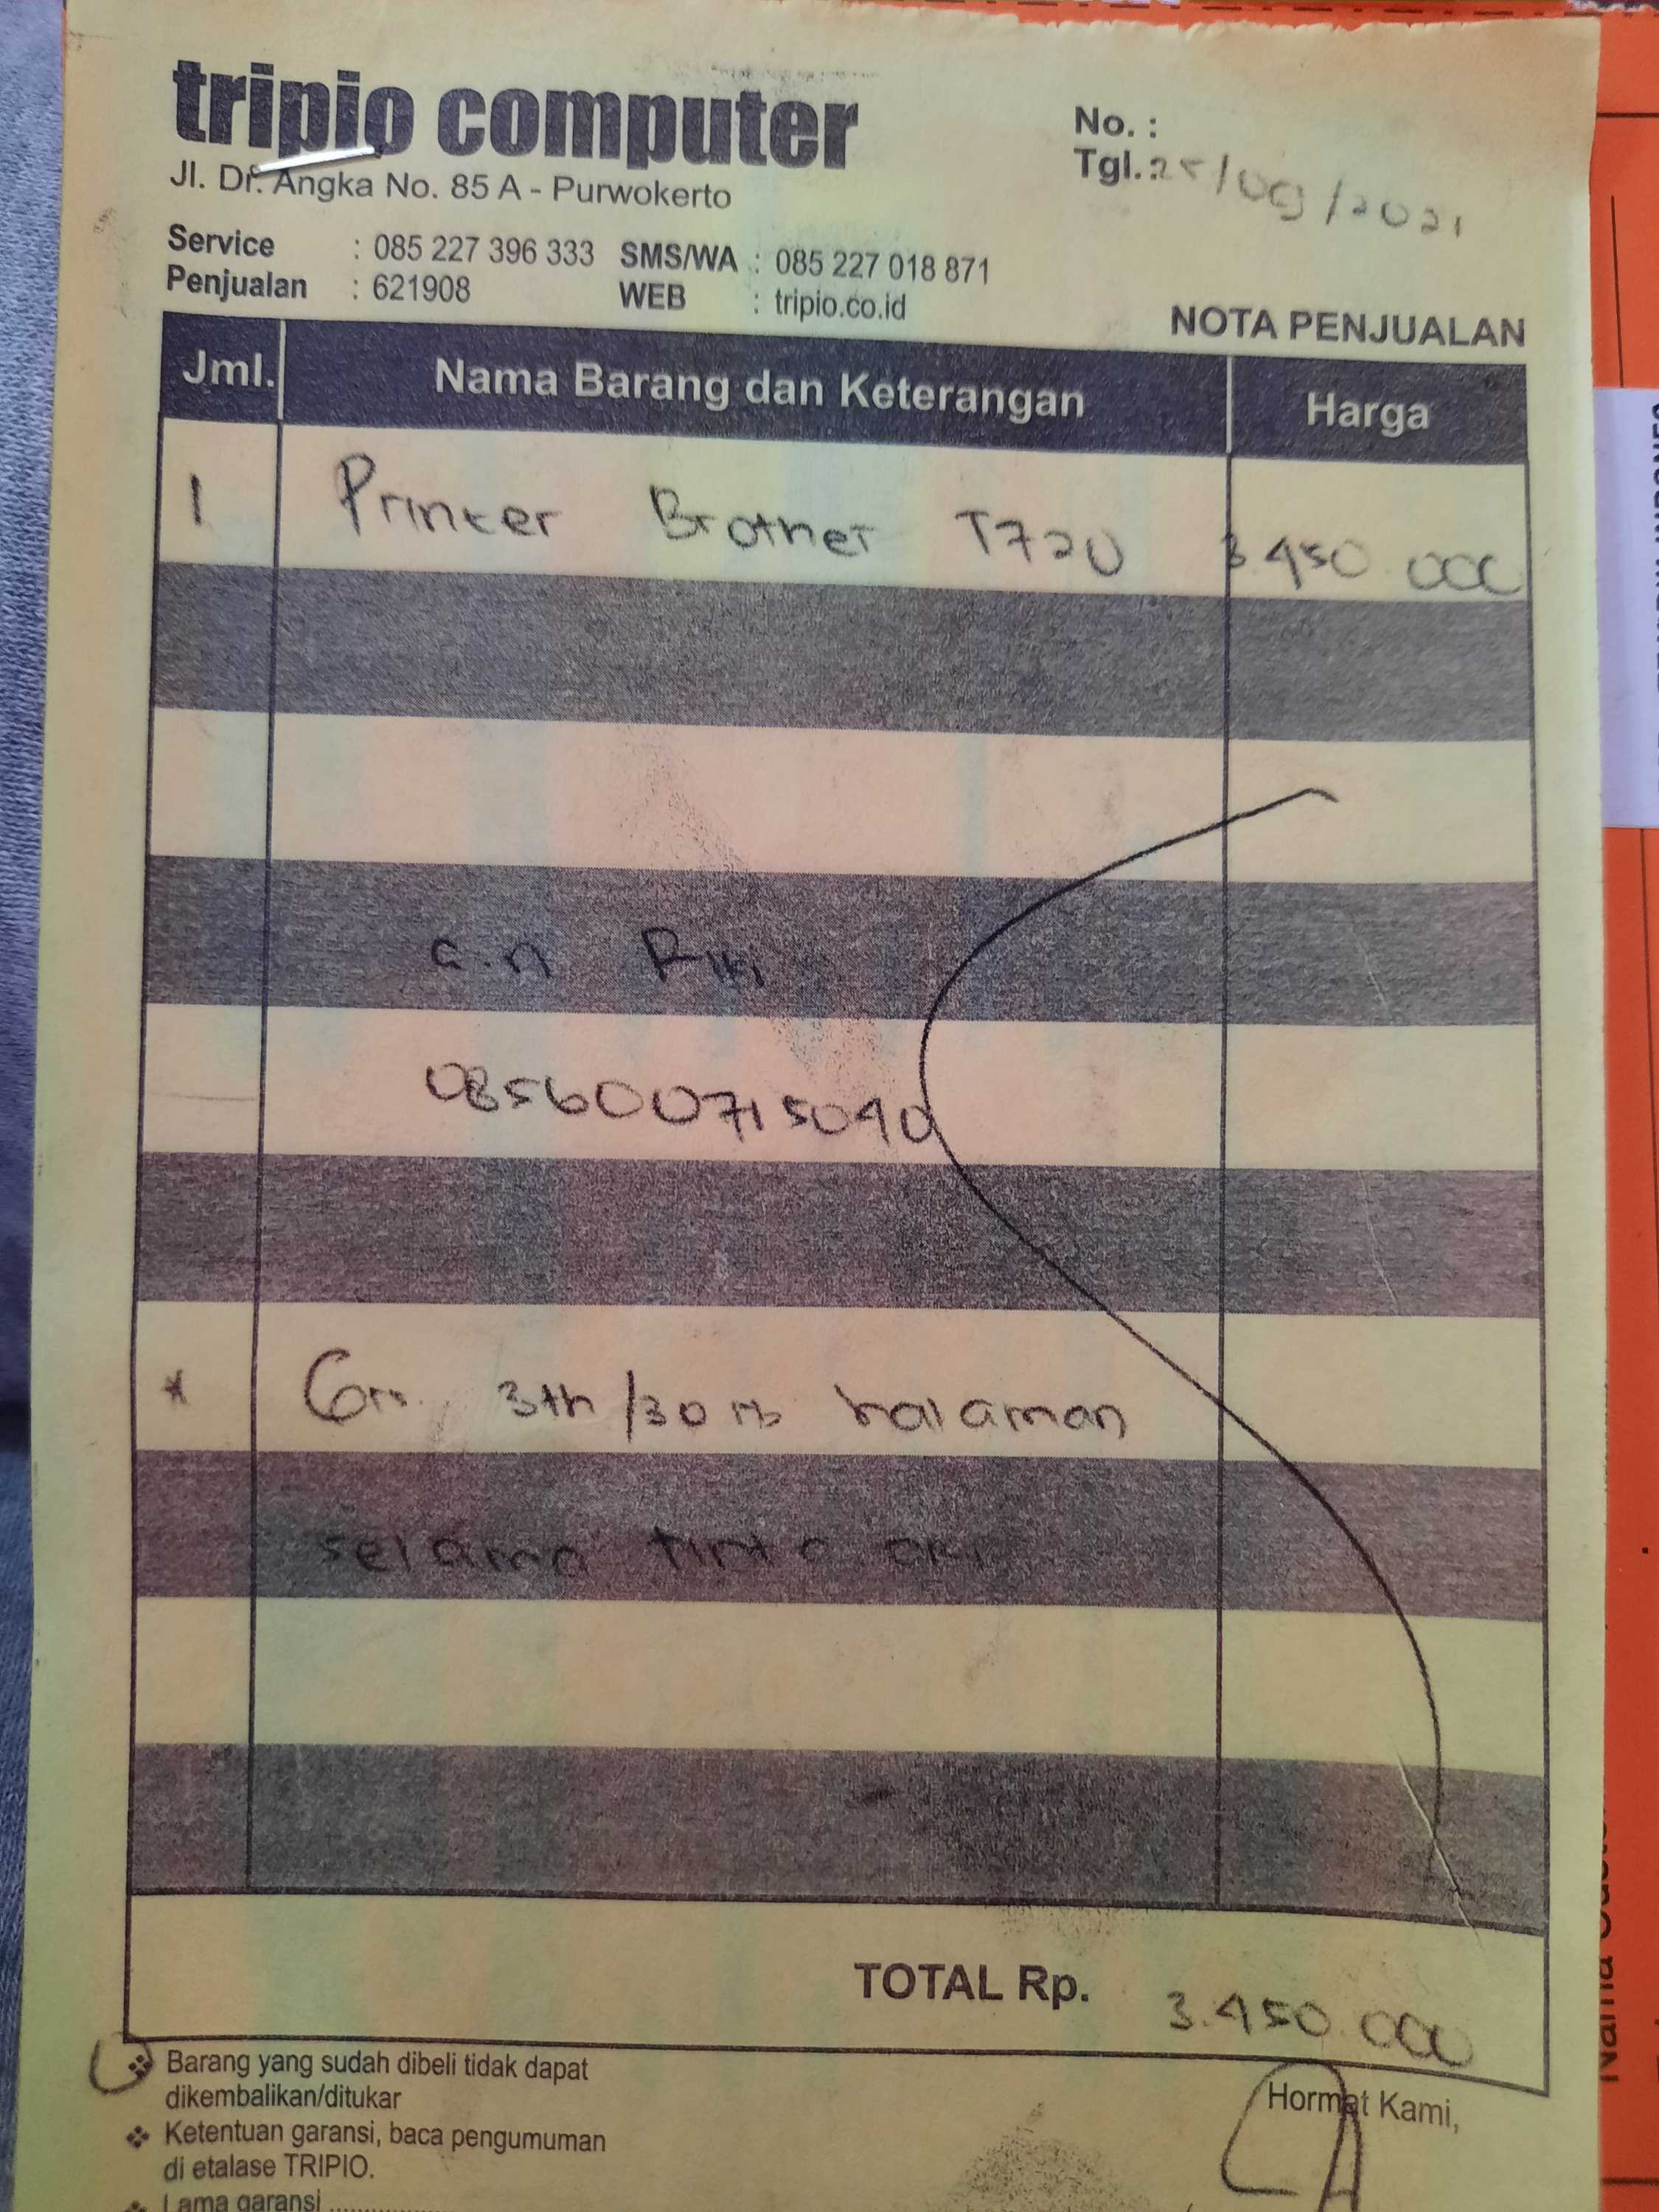 tripio computer
Jl. Dr. Angka No. 85 A - Purwokerto
No. :
Tgl. 25/09/2021
Service : 085 227 396 333 SMS/WA : 085 227 018 871
Penjualan : 621908 WEB : tripio.co.id
NOTA PENJUALAN
Jml. Nama Barang dan Keterangan Harga
1 Printer Brother T720 3.450.000
a.n Riki
085600715040
* Grs. 3th/30 rb halaman
selama tinta ori
TOTAL Rp. 3.450.000
❖ Barang yang sudah dibeli tidak dapat
dikembalikan/ditukar
❖ Ketentuan garansi, baca pengumuman
di etalase TRIPIO.
❖ Lama garansi ..................
Hormat Kami,